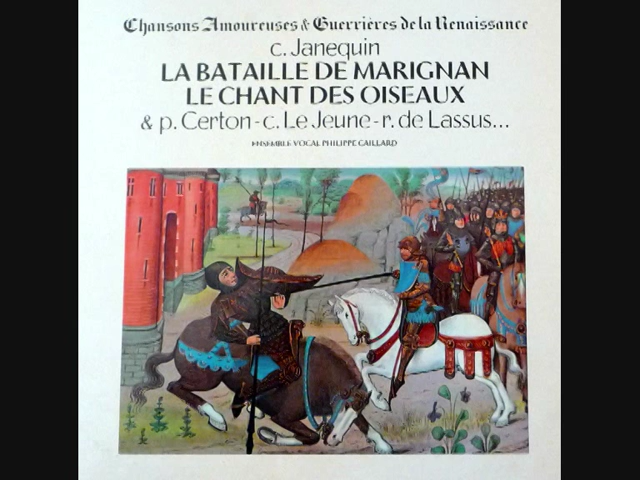 Chansons Amoureuses & Guerrières de la Renaissance
c. Janequin
LA BATAILLE DE MARIGNAN
LE CHANT DES OISEAUX
& p. Certon - c. Le Jeune - r. de Lassus...
ENSEMBLE VOCAL PHILIPPE CAILLARD